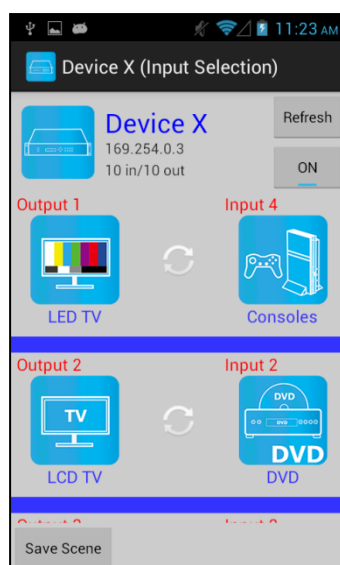 11:23 AM
Device X (Input Selection)
Device X
Refresh
169.254.0.3
10 in/10 out
ON
Output 1
Input 4
LED TV
Consoles
Output 2
Input 2
TV
DVD
DVD
DVD
LCD TV
DVD
Save Scene